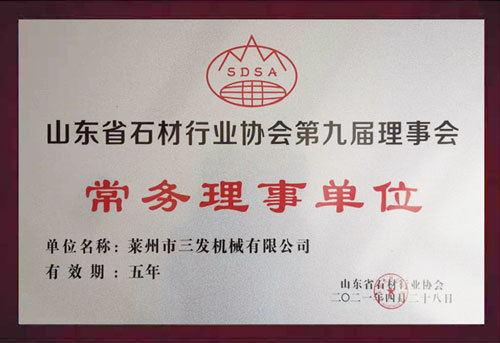 SDSA
山东省石材行业协会第九届理事会
常务理事单位
单位名称：莱州市三发机械有限公司
有效期：五年
山东省石材行业协会
二〇二一年四月二十八日